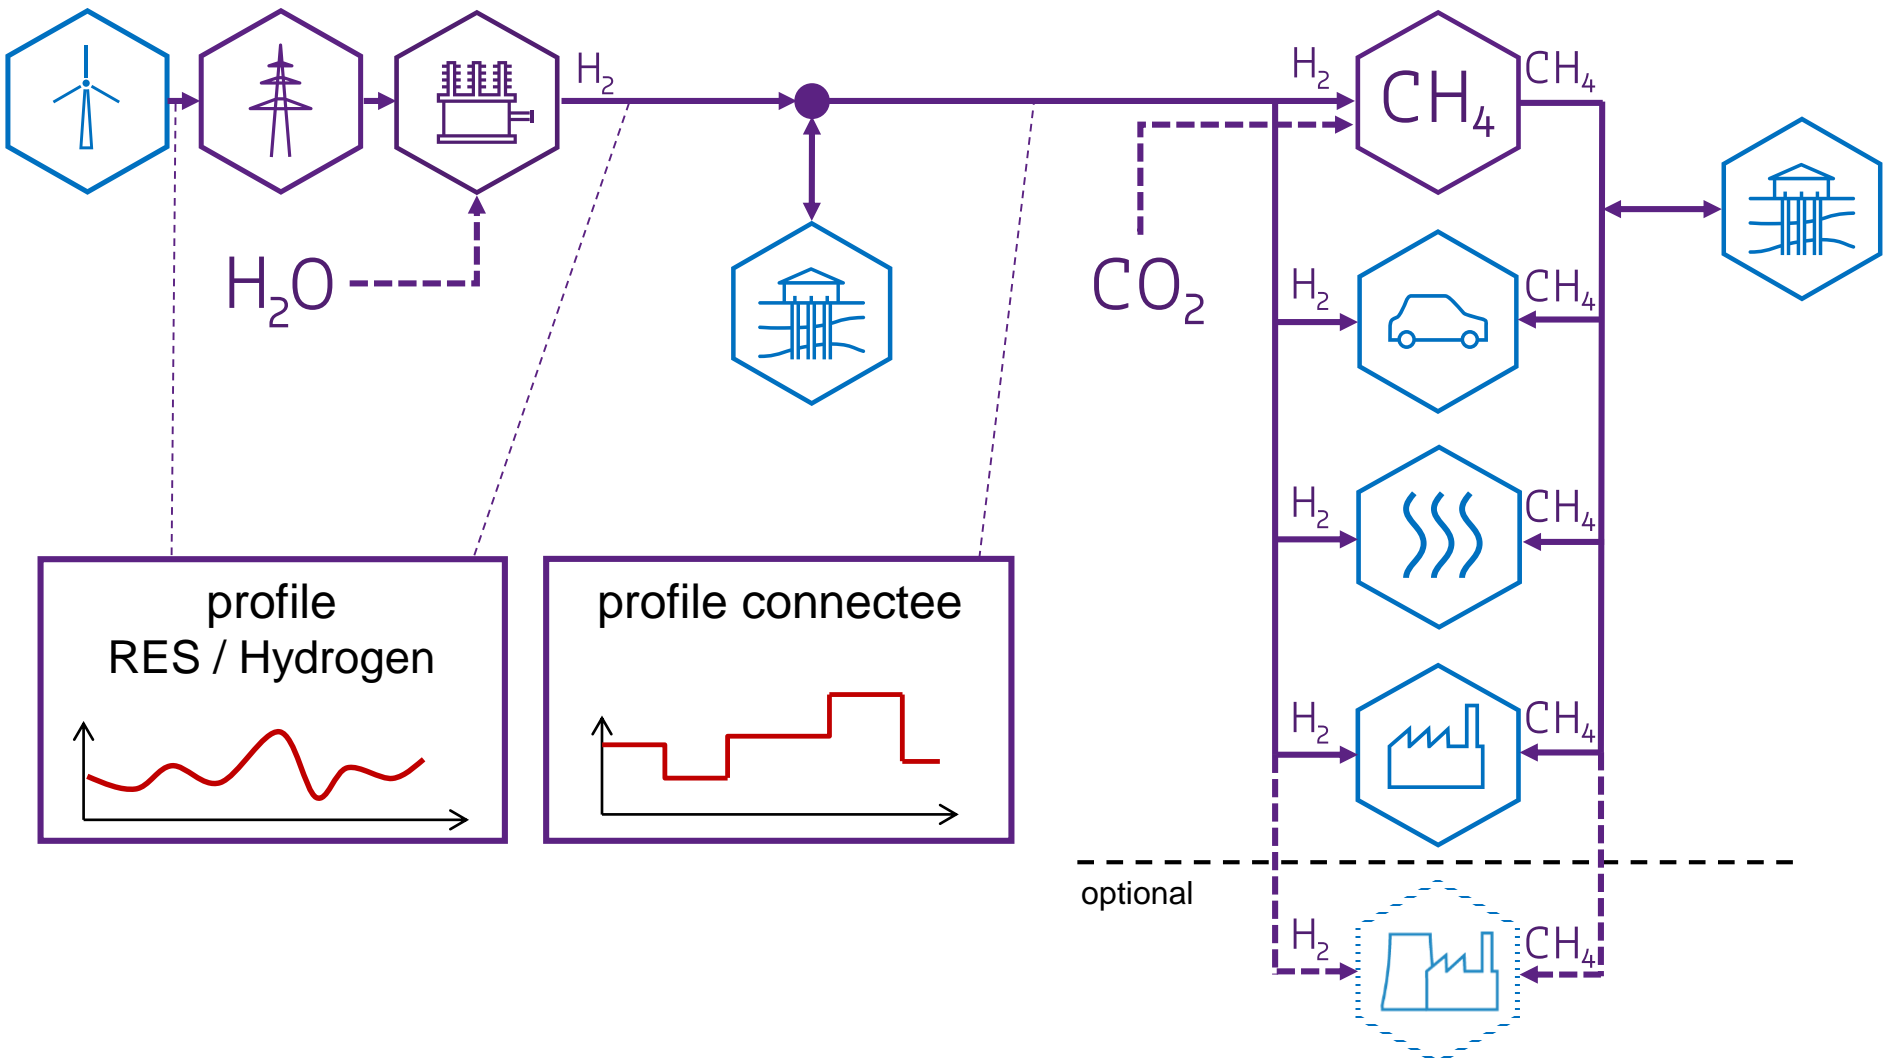 H₂
H₂
CH₄
CH₄
H₂O
CO₂
H₂
CH₄
H₂
CH₄
profile
RES / Hydrogen
profile connectee
H₂
CH₄
optional
H₂
CH₄